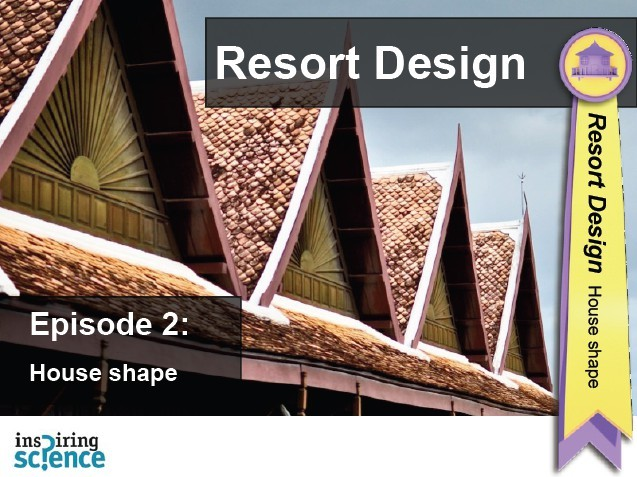 Resort Design
Resort Design House shape
Episode 2:
House shape
inspiring
science